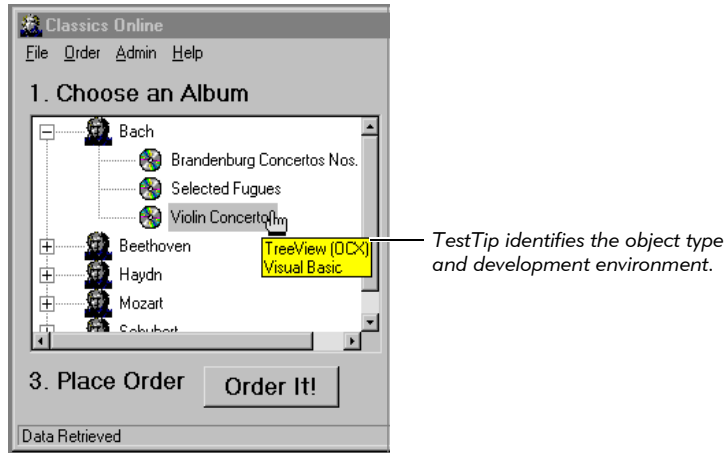 Classics Online
File Order Admin Help
1. Choose an Album
Bach
Brandenburg Concertos Nos.
Selected Fugues
Violin Concerto
Beethoven
TreeView (OCX)
Visual Basic
Haydn
Mozart
Schubert
TestTip identifies the object type
and development environment.
3. Place Order
Order It!
Data Retrieved